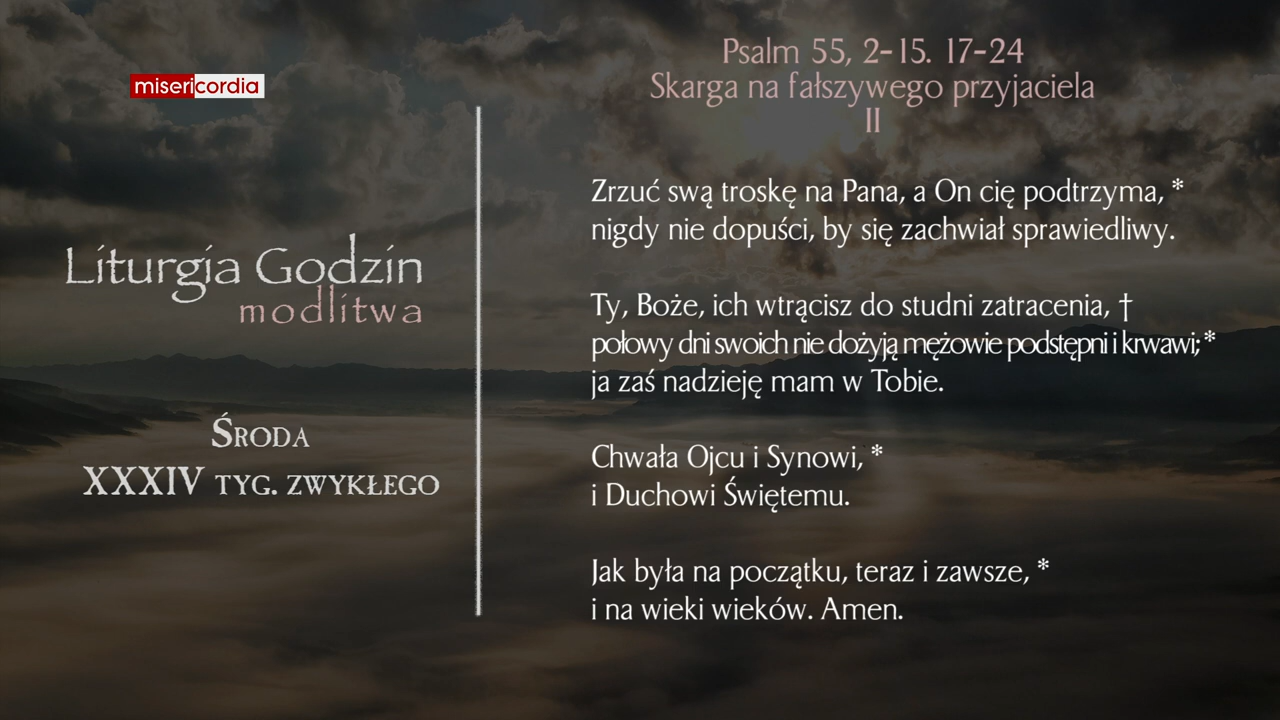 misericordia
Liturgia Godzin
modlitwa
Środa
XXXIV tyg. zwykłego
Psalm 55, 2-15. 17-24
Skarga na fałszywego przyjaciela
II
Zrzuć swą troskę na Pana, a On cię podtrzyma, *
nigdy nie dopuści, by się zachwiał sprawiedliwy.
Ty, Boże, ich wtrącisz do studni zatracenia, †
połowy dni swoich nie dożyją mężowie podstępni i krwawi; *
ja zaś nadzieję mam w Tobie.
Chwała Ojcu i Synowi, *
i Duchowi Świętemu.
Jak była na początku, teraz i zawsze, *
i na wieki wieków. Amen.